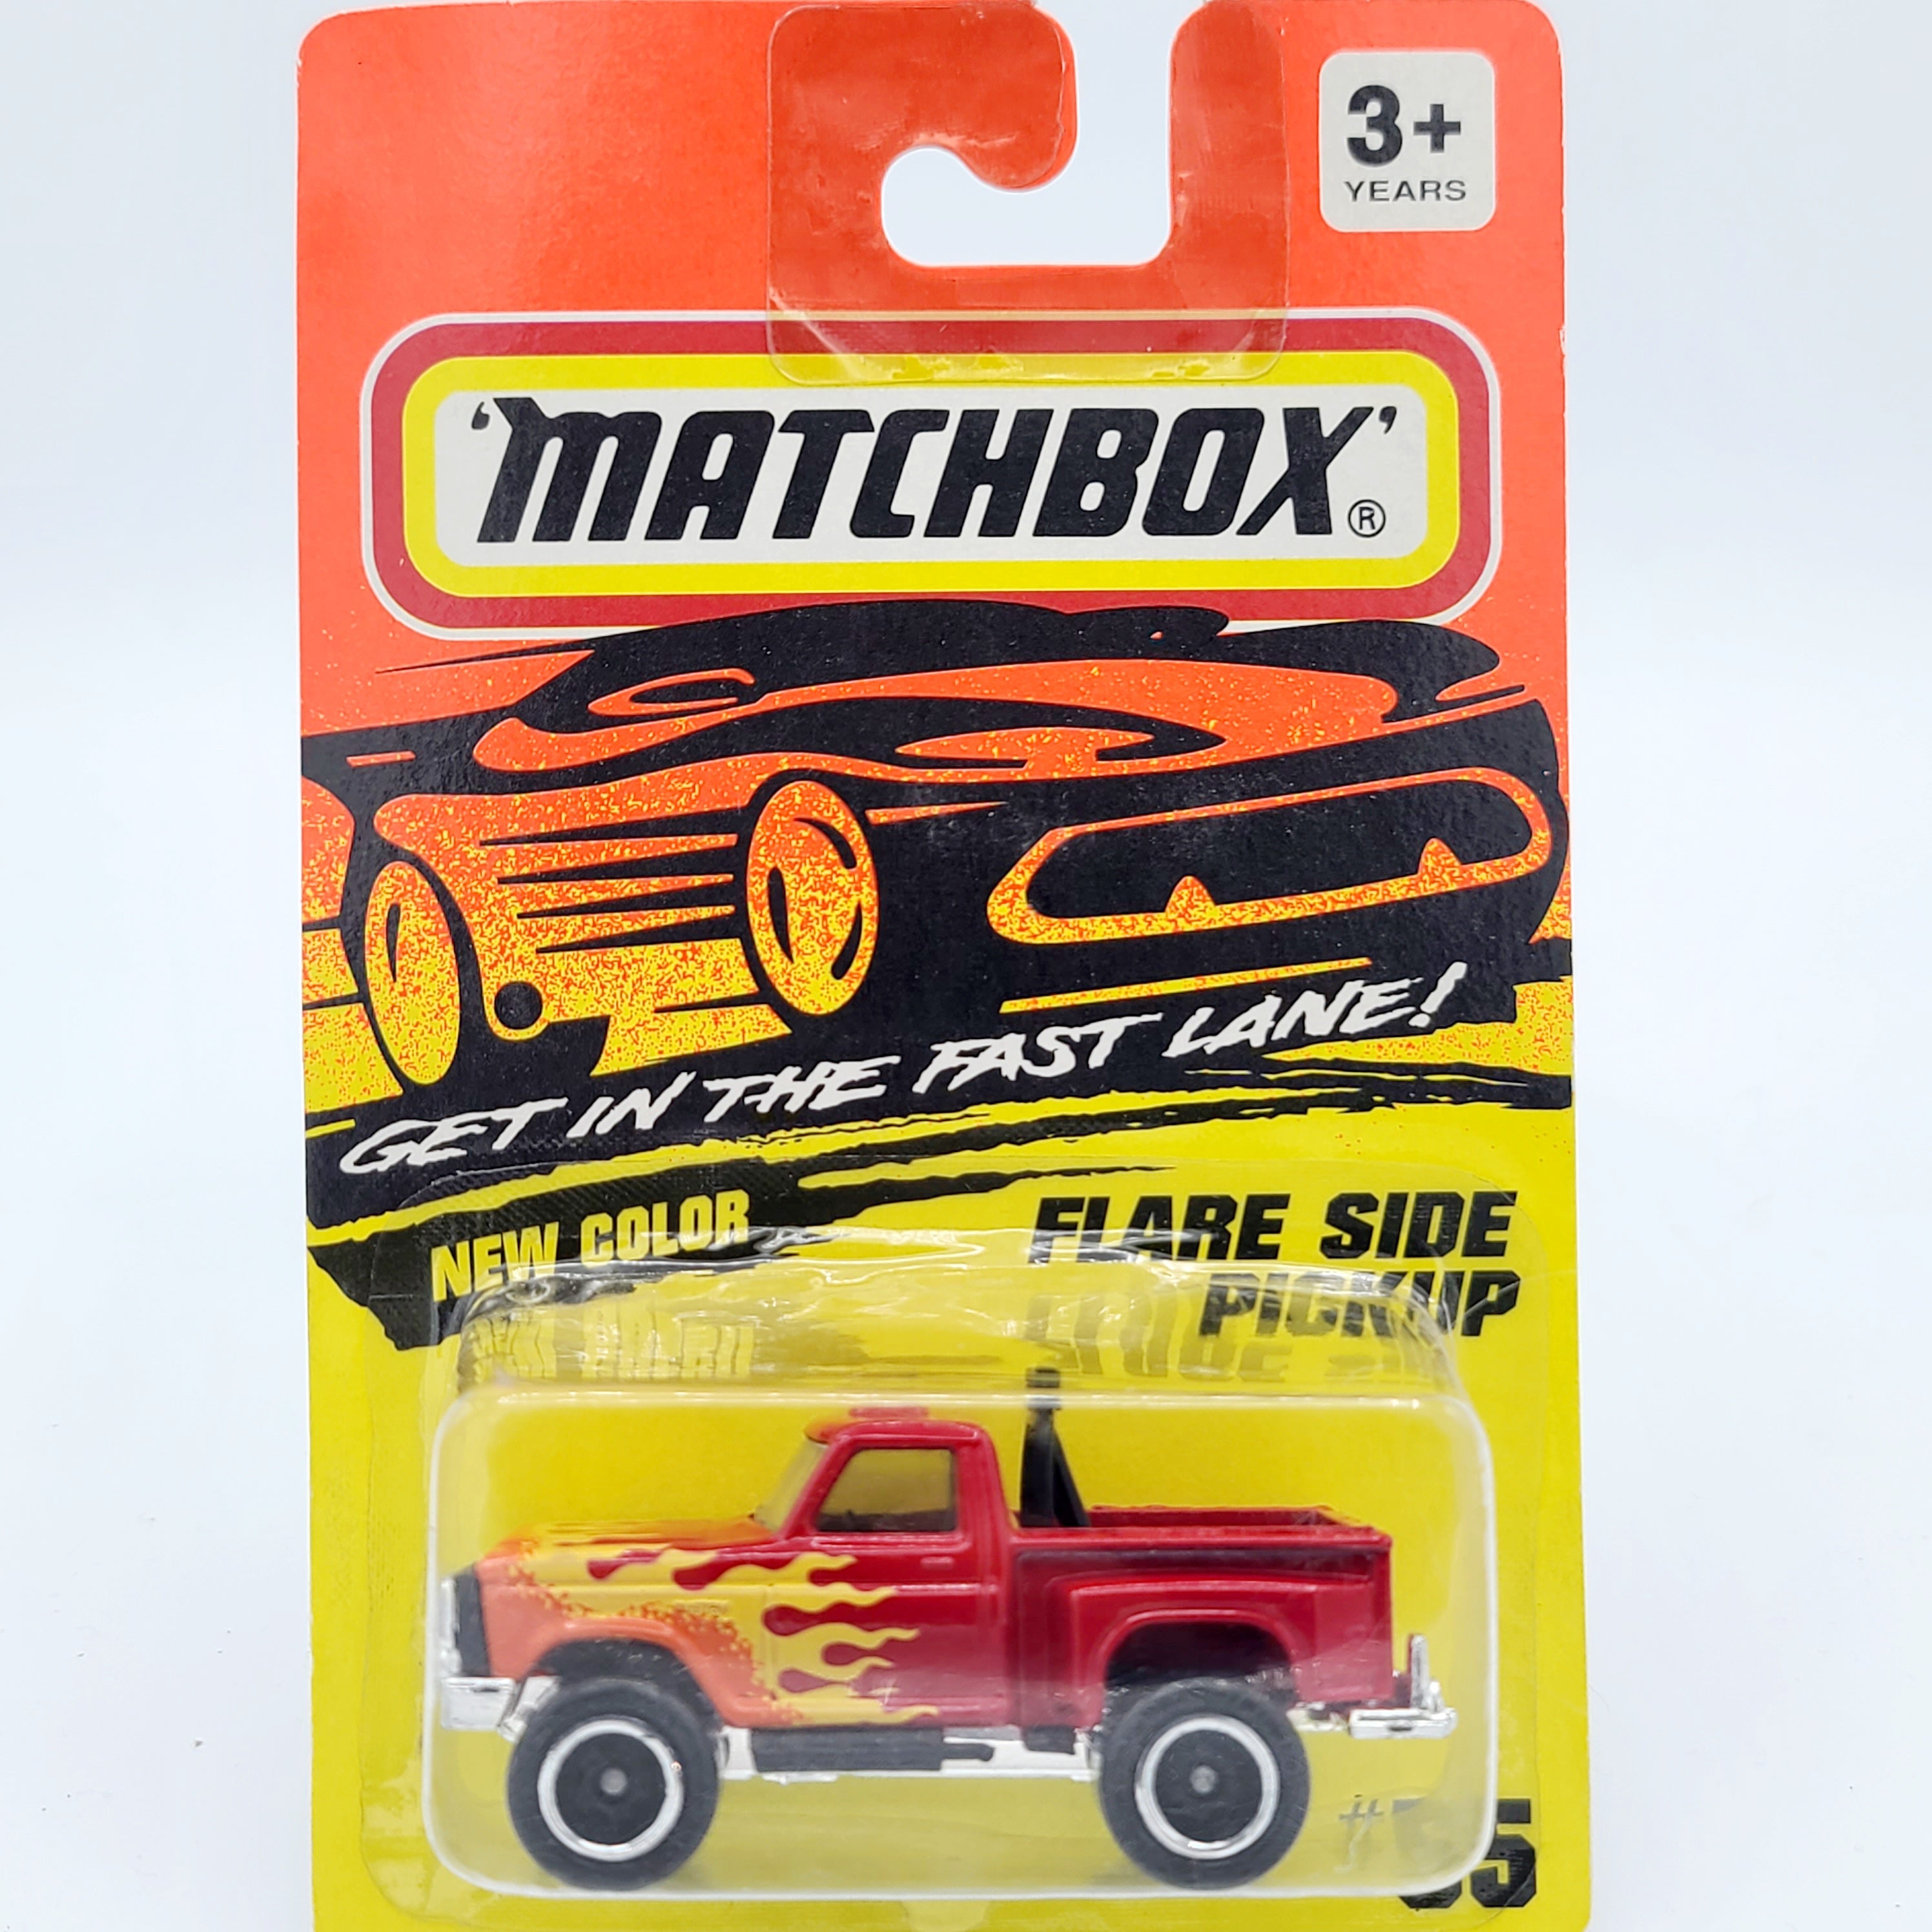 3+
YEARS
'MATCHBOX'®
GET IN THE FAST LANE!
NEW COLOR
FLARE SIDE
PICKUP